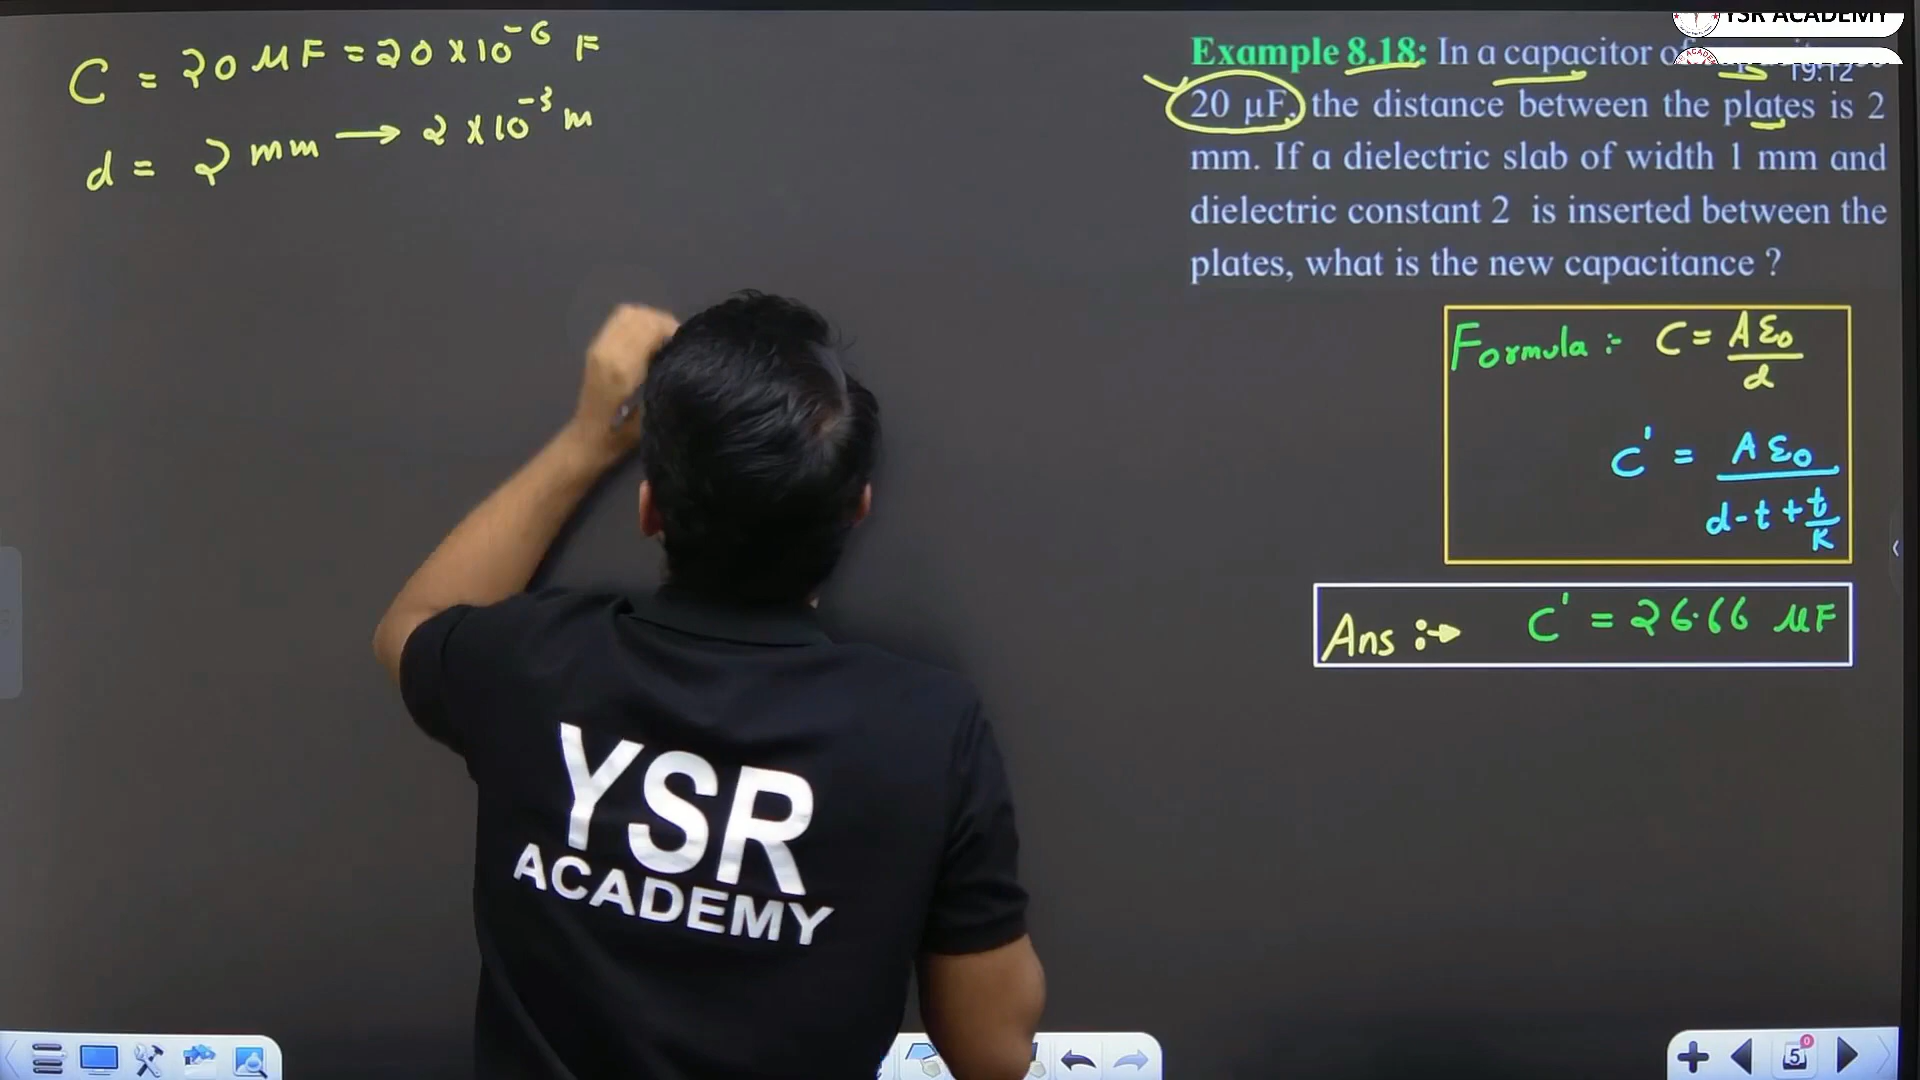 C = 20 μF = 20 x 10⁻⁶ F
d = 2 mm → 2 x 10⁻³ m
YSR ACADEMY
19:12
Example 8.18: In a capacitor of
20 μF, the distance between the plates is 2
mm. If a dielectric slab of width 1 mm and
dielectric constant 2 is inserted between the
plates, what is the new capacitance ?
Formula :- C = Aε₀/d
C' = Aε₀/(d-t+t/K)
Ans :→ C' = 26.66 μF
YSR
ACADEMY
5
0